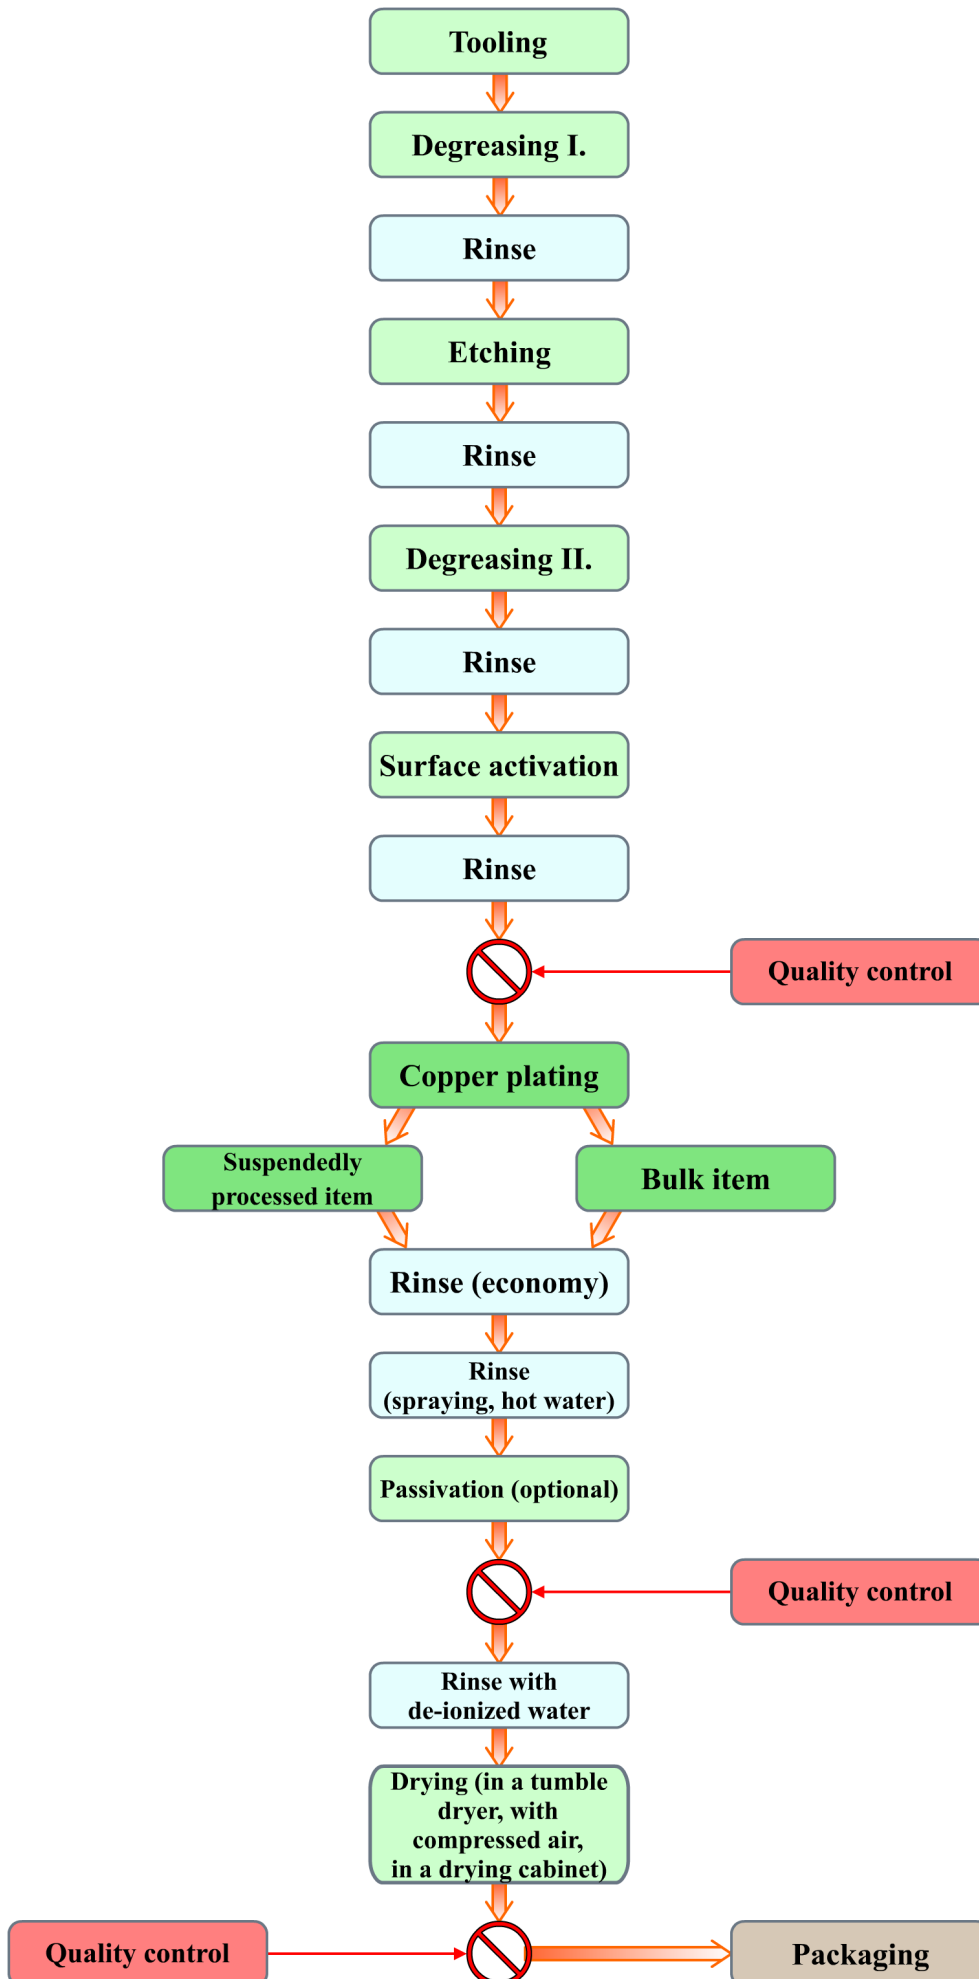 Tooling
Degreasing I.
Rinse
Etching
Rinse
Degreasing II.
Rinse
Surface activation
Rinse
Quality control
Copper plating
Suspendedly
processed item
Bulk item
Rinse (economy)
Rinse
(spraying, hot water)
Passivation (optional)
Quality control
Rinse with
de-ionized water
Drying (in a tumble
dryer, with
compressed air,
in a drying cabinet)
Quality control
Packaging